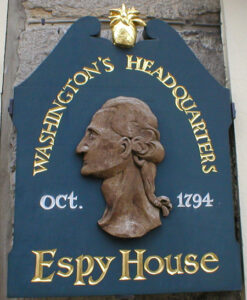 WASHINGTON'S HEADQUARTERS
OCT. 1794
ESPY HOUSE